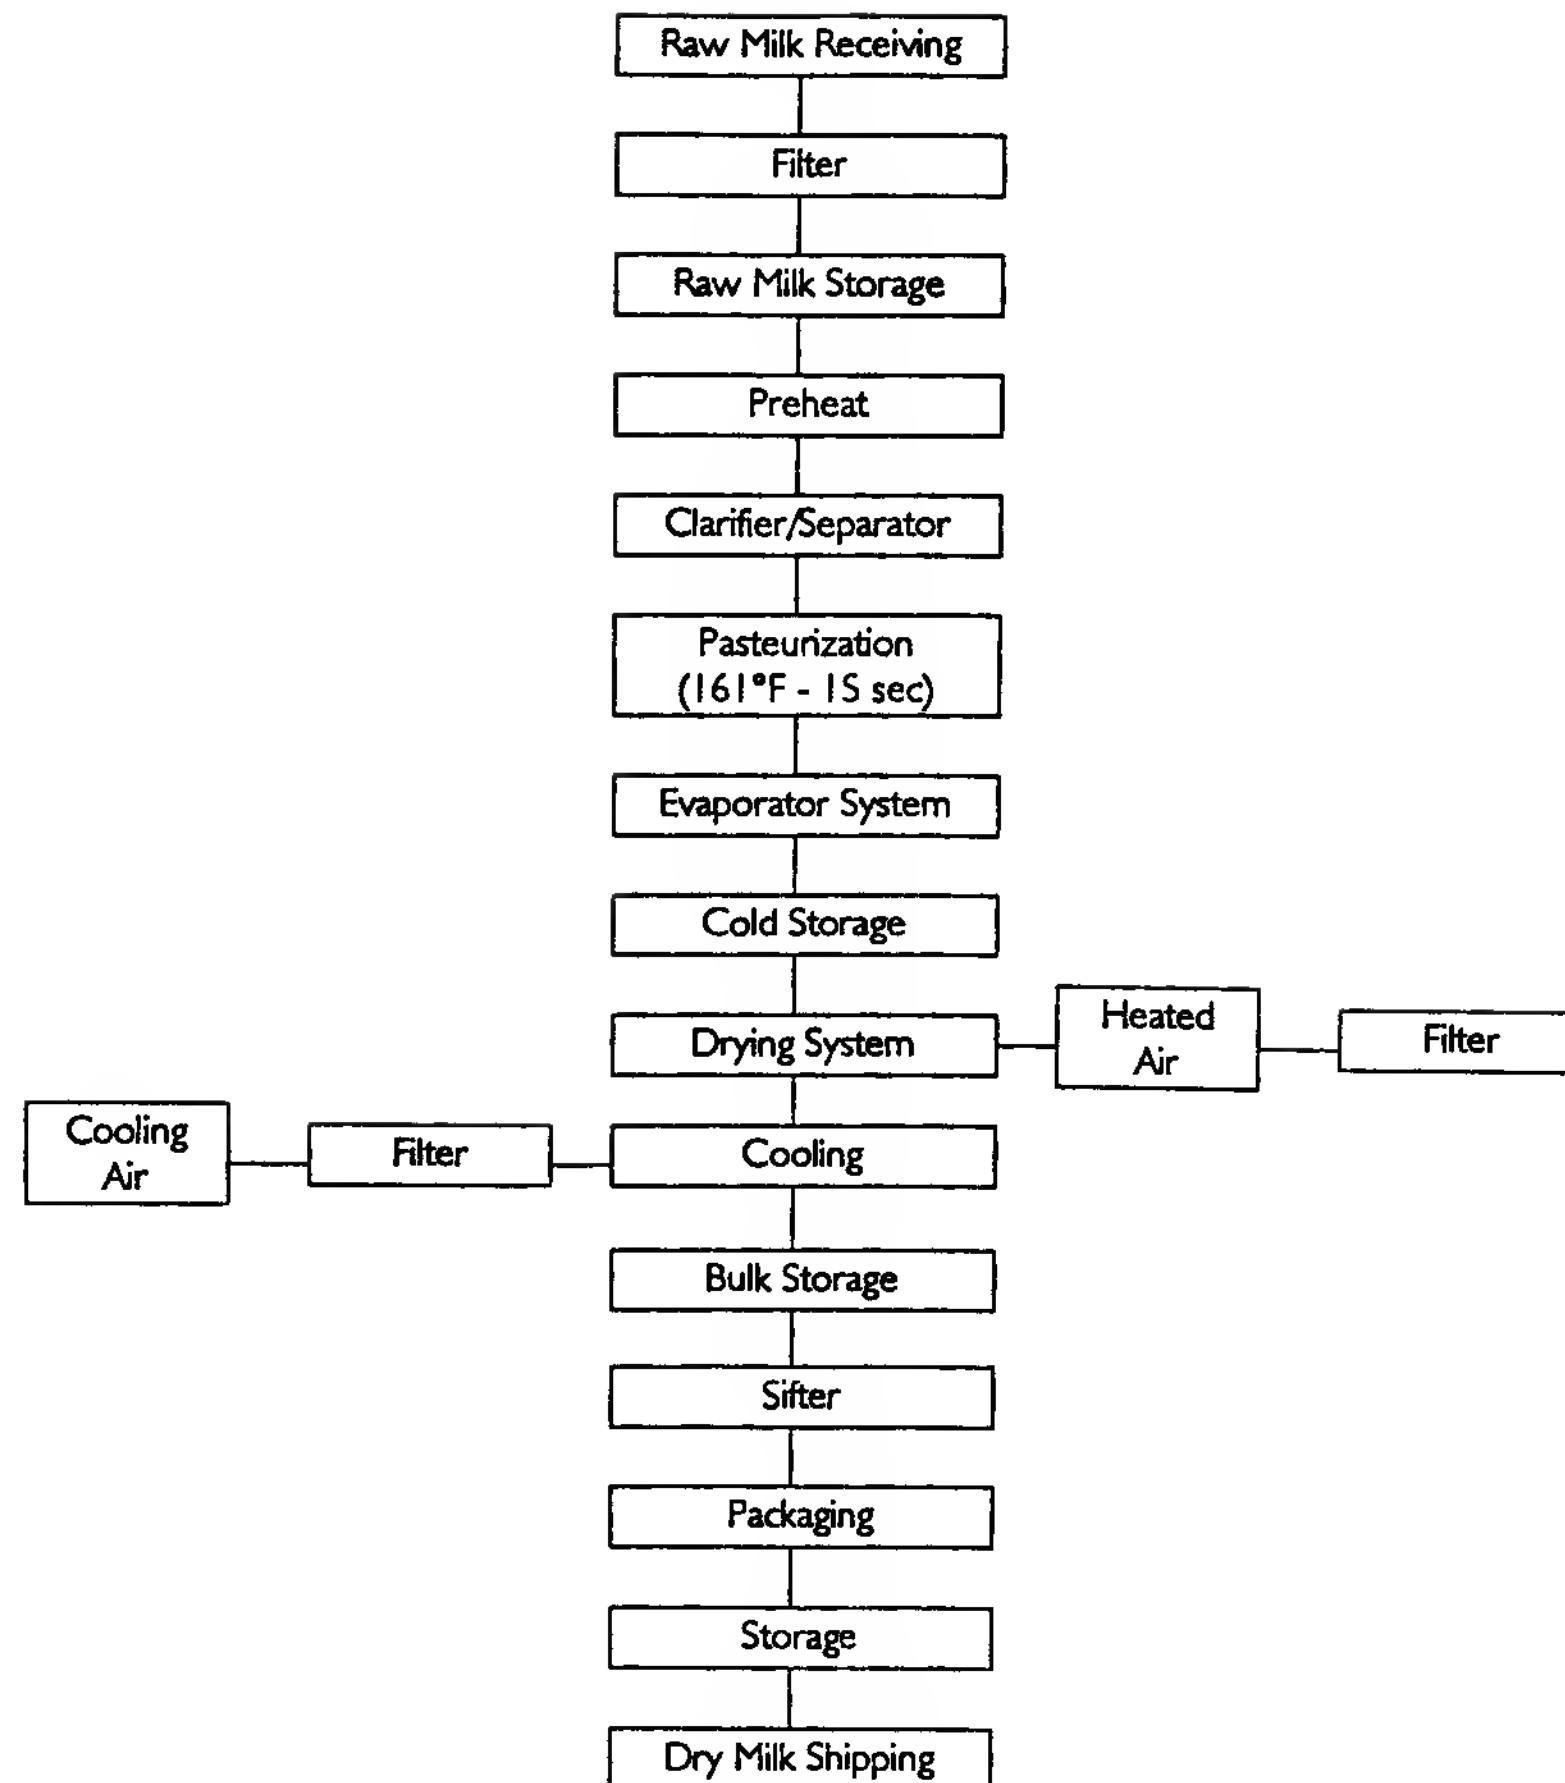 Raw Milk Receiving
Filter
Raw Milk Storage
Preheat
Clarifier/Separator
Pasteurization
(161°F - 15 sec)
Evaporator System
Cold Storage
Drying System
Heated
Air
Filter
Cooling
Air
Filter
Cooling
Bulk Storage
Sifter
Packaging
Storage
Dry Milk Shipping